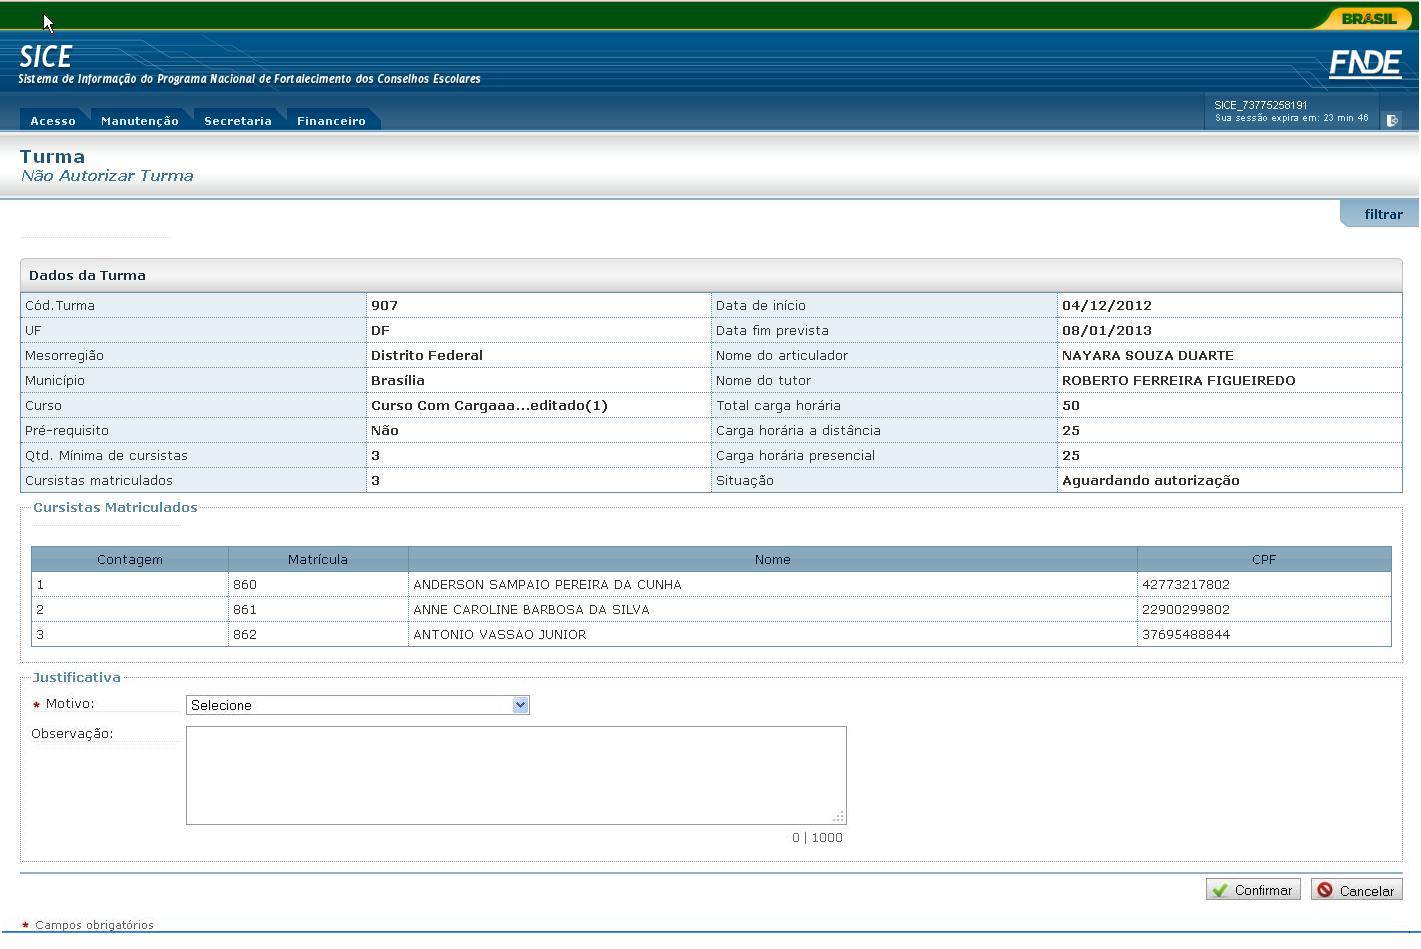 BRASIL
SICE
Sistema de Informação do Programa Nacional de Fortalecimento dos Conselhos Escolares
FNDE
Acesso Manutenção Secretaria Financeiro
SICE_73775258191
Sua sessão expira em: 23 min 46
Turma
Não Autorizar Turma
filtrar
Dados da Turma
Cód.Turma 907 Data de início 04/12/2012
UF DF Data fim prevista 08/01/2013
Mesorregião Distrito Federal Nome do articulador NAYARA SOUZA DUARTE
Município Brasília Nome do tutor ROBERTO FERREIRA FIGUEIREDO
Curso Curso Com Cargaaa...editado(1) Total carga horária 50
Pré-requisito Não Carga horária a distância 25
Qtd. Mínima de cursistas 3 Carga horária presencial 25
Cursistas matriculados 3 Situação Aguardando autorização
Cursistas Matriculados
Contagem Matrícula Nome CPF
1 860 ANDERSON SAMPAIO PEREIRA DA CUNHA 42773217802
2 861 ANNE CAROLINE BARBOSA DA SILVA 22900299802
3 862 ANTONIO VASSAO JUNIOR 37695488844
Justificativa
* Motivo: Selecione
Observação:
0 | 1000
Confirmar Cancelar
* Campos obrigatórios